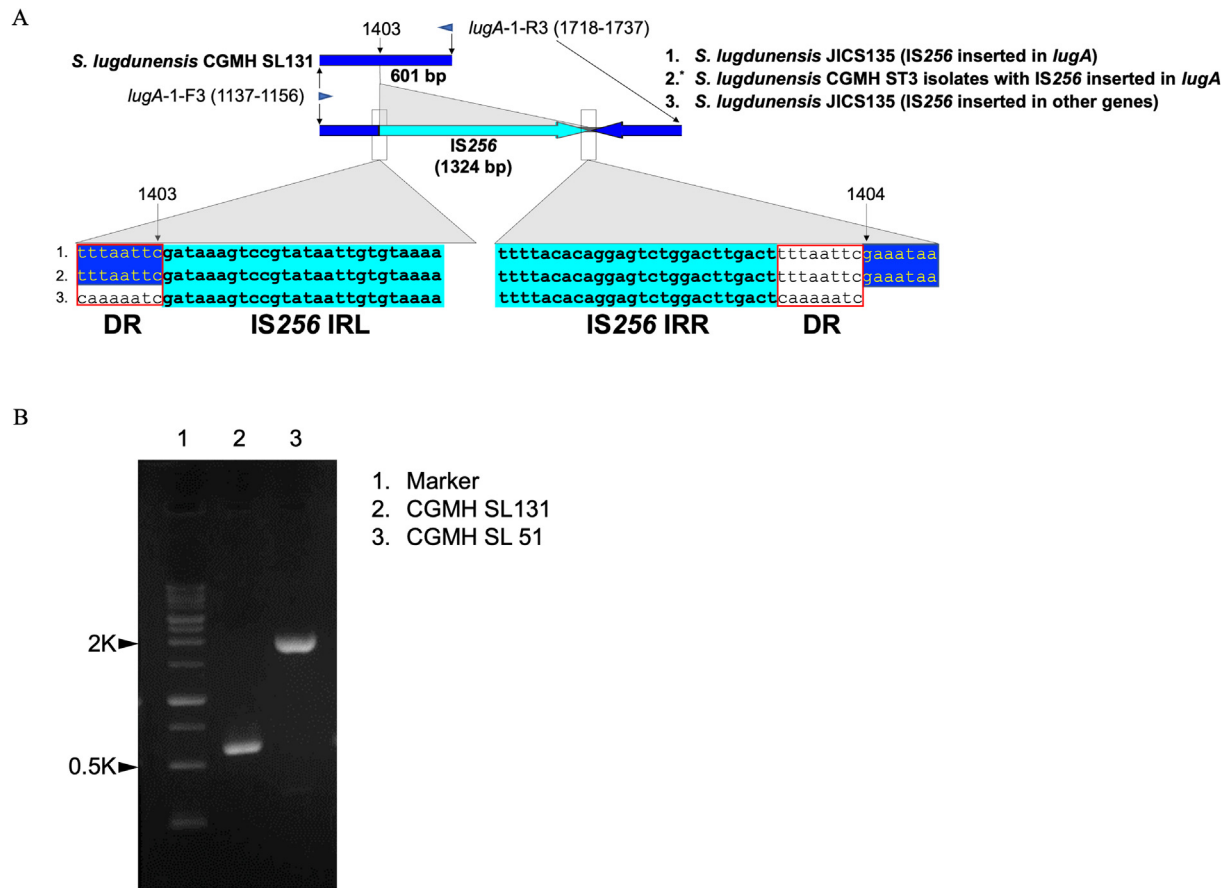 A
1403
lugA-1-R3 (1718-1737)
S. lugdunensis CGMH SL131
601 bp
lugA-1-F3 (1137-1156)
1. S. lugdunensis JICS135 (IS256 inserted in lugA)
2.* S. lugdunensis CGMH ST3 isolates with IS256 inserted in lugA
3. S. lugdunensis JICS135 (IS256 inserted in other genes)
IS256
(1324 bp)
1403
1404
1. tttaattcgataaagtccgtataattgtgtaaaa ttttacacaggagtctggacttgacttttaattcgaaataa
2. tttaattcgataaagtccgtataattgtgtaaaa ttttacacaggagtctggacttgacttttaattcgaaataa
3. caaaaatcgataaagtccgtataattgtgtaaaa ttttacacaggagtctggacttgactcaaaaatc
DR IS256 IRL IS256 IRR DR
B
1 2 3
1. Marker
2. CGMH SL131
3. CGMH SL 51
2K
0.5K